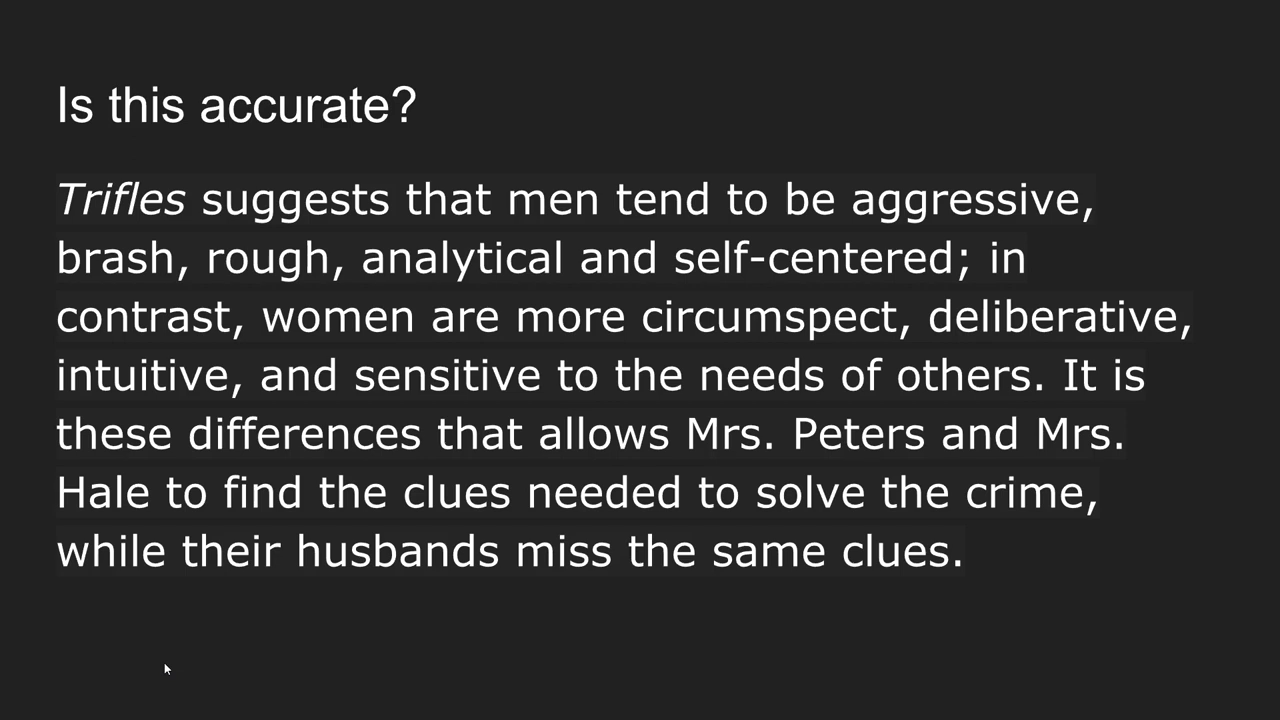 Is this accurate?
Trifles suggests that men tend to be aggressive,
brash, rough, analytical and self-centered; in
contrast, women are more circumspect, deliberative,
intuitive, and sensitive to the needs of others. It is
these differences that allows Mrs. Peters and Mrs.
Hale to find the clues needed to solve the crime,
while their husbands miss the same clues.